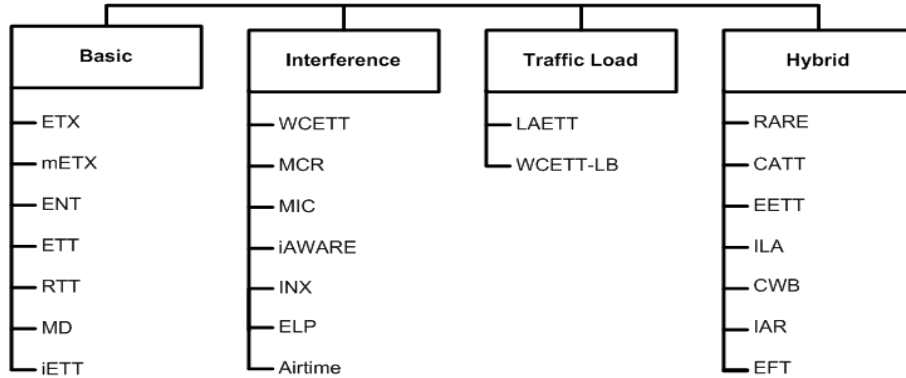 Basic
ETX
mETX
ENT
ETT
RTT
MD
iETT
Interference
WCETT
MCR
MIC
iAWARE
INX
ELP
Airtime
Traffic Load
LAETT
WCETT-LB
Hybrid
RARE
CATT
EETT
ILA
CWB
IAR
EFT